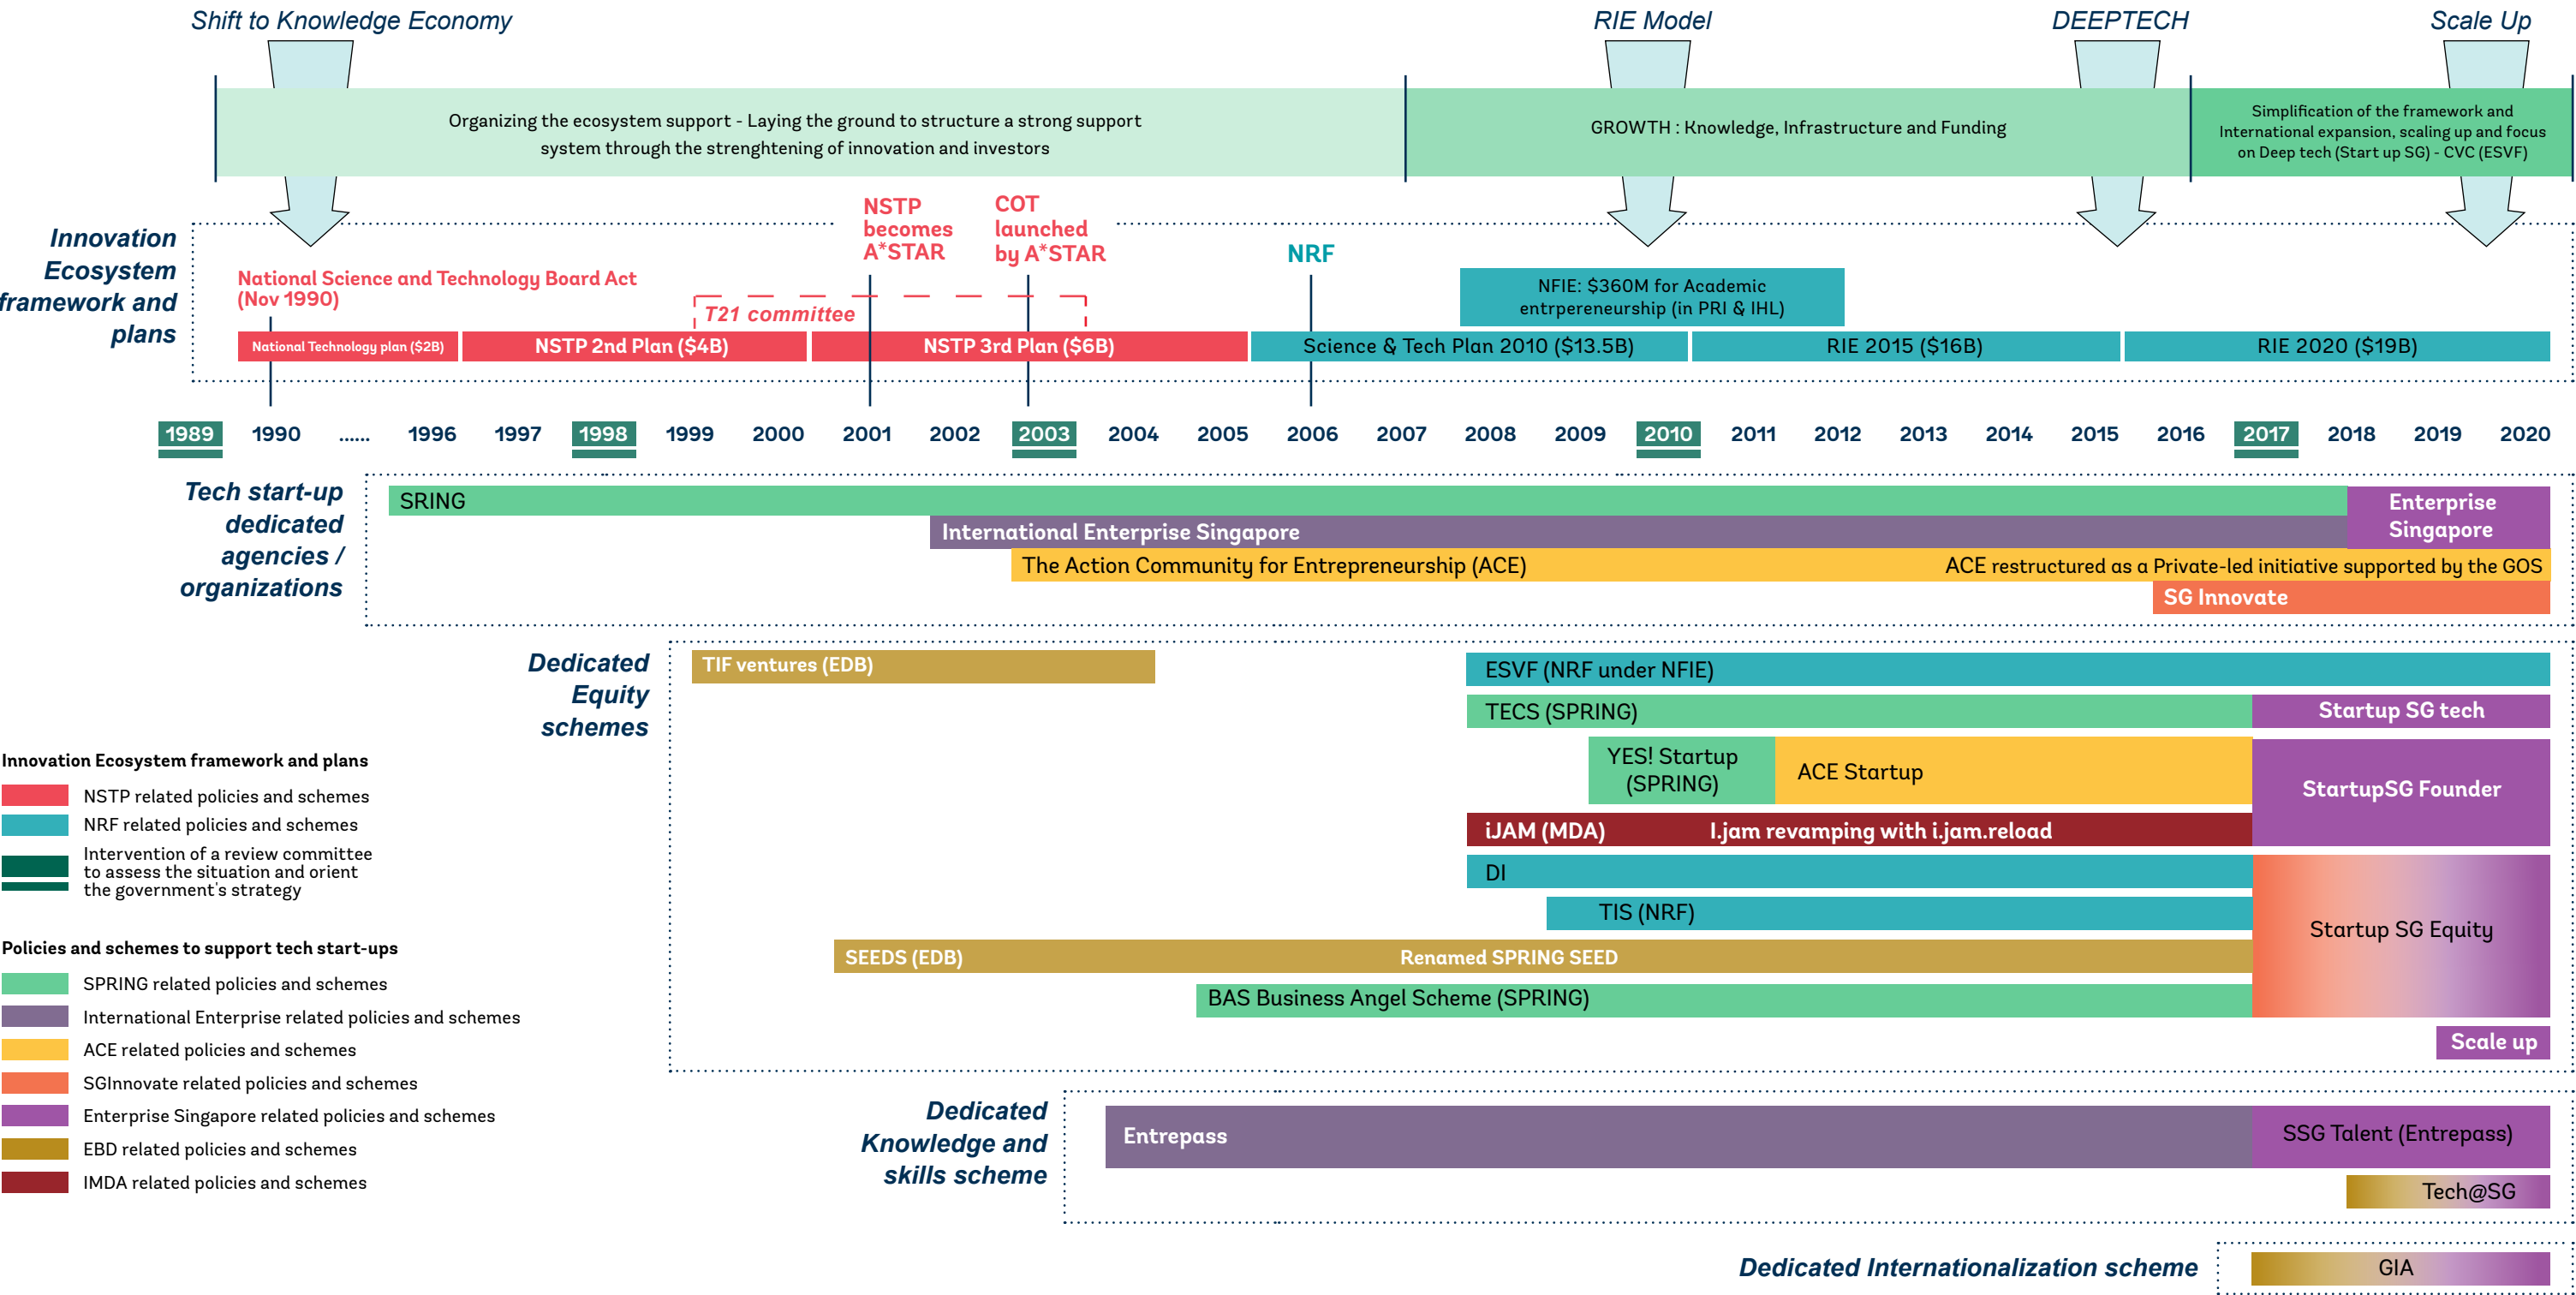 Shift to Knowledge Economy
RIE Model
DEEPTECH
Scale Up
Organizing the ecosystem support - Laying the ground to structure a strong support
system through the strenghtening of innovation and investors
GROWTH : Knowledge, Infrastructure and Funding
Simplification of the framework and
International expansion, scaling up and focus
on Deep tech (Start up SG) - CVC (ESVF)
Innovation
Ecosystem
framework and
plans
National Science and Technology Board Act
(Nov 1990)
NSTP
becomes
A*STAR
COT
launched
by A*STAR
NRF
T21 committee
NFIE: $360M for Academic
entrpereneurship (in PRI & IHL)
National Technology plan ($2B)
NSTP 2nd Plan ($4B)
NSTP 3rd Plan ($6B)
Science & Tech Plan 2010 ($13.5B)
RIE 2015 ($16B)
RIE 2020 ($19B)
1989 1990 ...... 1996 1997 1998 1999 2000 2001 2002 2003 2004 2005 2006 2007 2008 2009 2010 2011 2012 2013 2014 2015 2016 2017 2018 2019 2020
Tech start-up
dedicated
agencies /
organizations
SRING
Enterprise
Singapore
International Enterprise Singapore
The Action Community for Entrepreneurship (ACE)
ACE restructured as a Private-led initiative supported by the GOS
SG Innovate
Dedicated
Equity
schemes
TIF ventures (EDB)
ESVF (NRF under NFIE)
TECS (SPRING)
Startup SG tech
YES! Startup
(SPRING)
ACE Startup
StartupSG Founder
iJAM (MDA)
I.jam revamping with i.jam.reload
DI
TIS (NRF)
Startup SG Equity
SEEDS (EDB)
Renamed SPRING SEED
BAS Business Angel Scheme (SPRING)
Scale up
Innovation Ecosystem framework and plans
NSTP related policies and schemes
NRF related policies and schemes
Intervention of a review committee
to assess the situation and orient
the government's strategy
Policies and schemes to support tech start-ups
SPRING related policies and schemes
International Enterprise related policies and schemes
ACE related policies and schemes
SGInnovate related policies and schemes
Enterprise Singapore related policies and schemes
EBD related policies and schemes
IMDA related policies and schemes
Dedicated
Knowledge and
skills scheme
Entrepass
SSG Talent (Entrepass)
Tech@SG
Dedicated Internationalization scheme
GIA